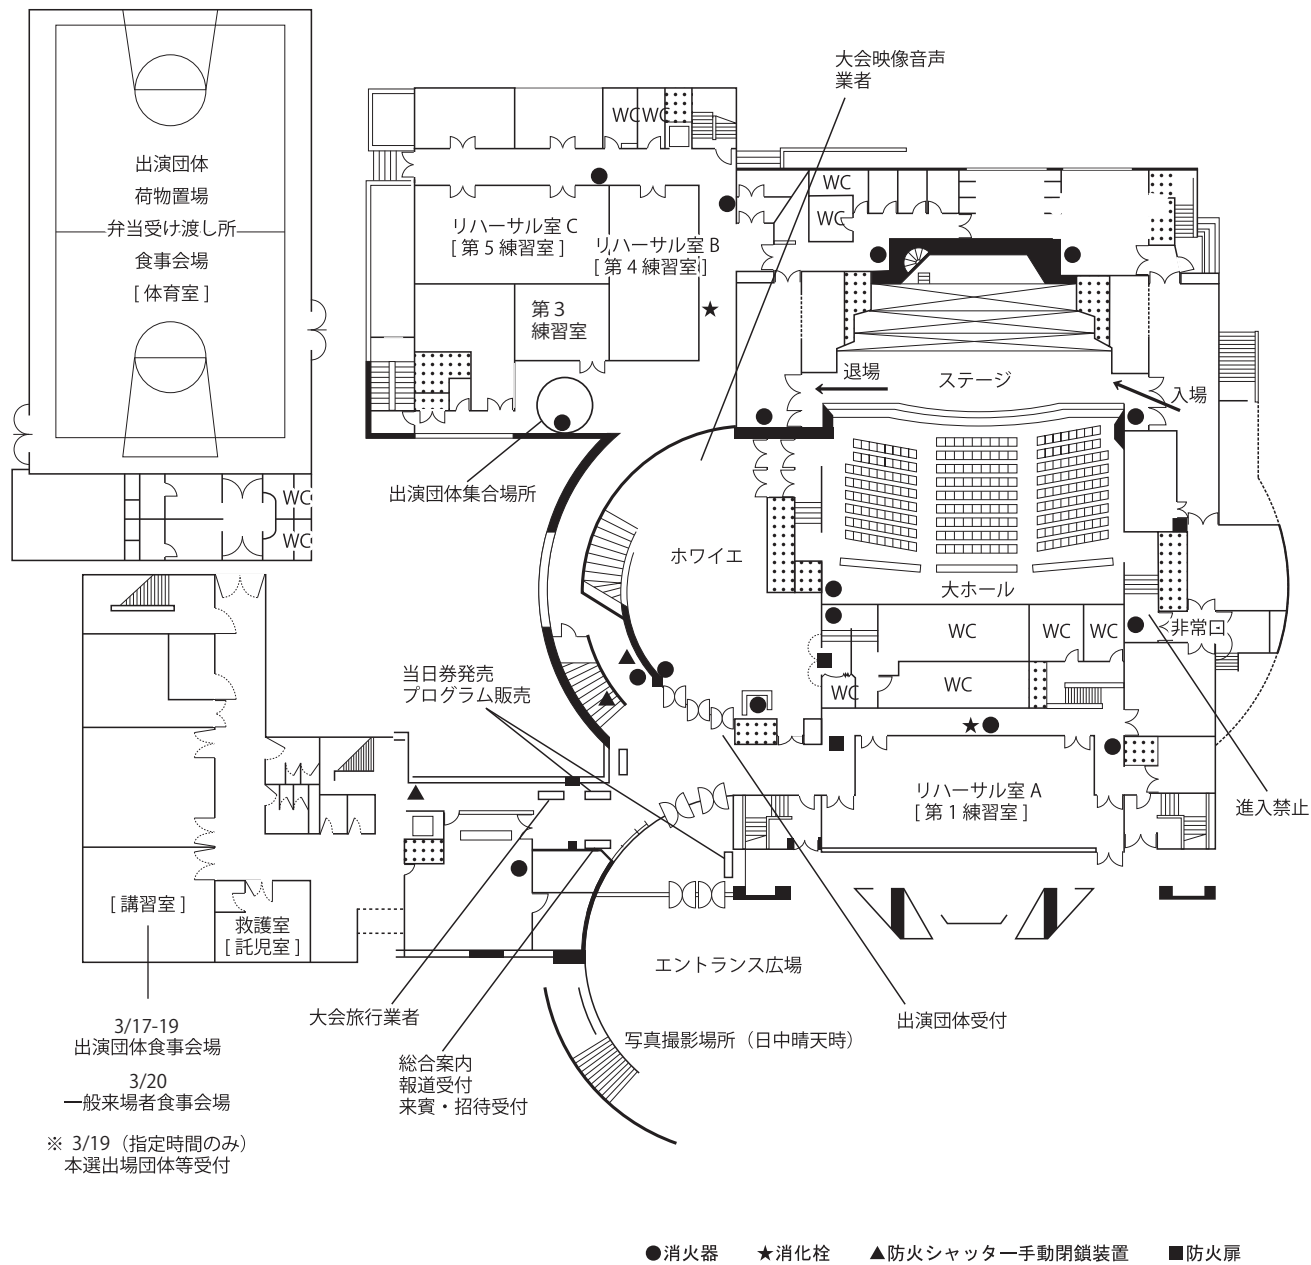 大会映像音声
業者
WC
WC
出演団体
荷物置場
弁当受け渡し所
食事会場
[ 体育室 ]
リハーサル室 C
[ 第 5 練習室 ]
リハーサル室 B
[ 第 4 練習室 ]
WC
WC
第 3
練習室
退場
ステージ
入場
WC
WC
出演団体集合場所
ホワイエ
大ホール
WC
WC
WC
非常口
当日券発売
プログラム販売
WC
WC
リハーサル室 A
[ 第 1 練習室 ]
進入禁止
[ 講習室 ]
救護室
[ 託児室 ]
エントランス広場
大会旅行業者
出演団体受付
写真撮影場所（日中晴天時）
3/17-19
出演団体食事会場
総合案内
報道受付
来賓・招待受付
3/20
一般来場者食事会場
※ 3/19（指定時間のみ）
本選出場団体等受付
●消火器 ★消化栓 ▲防火シャッター手動閉鎖装置 ■防火扉